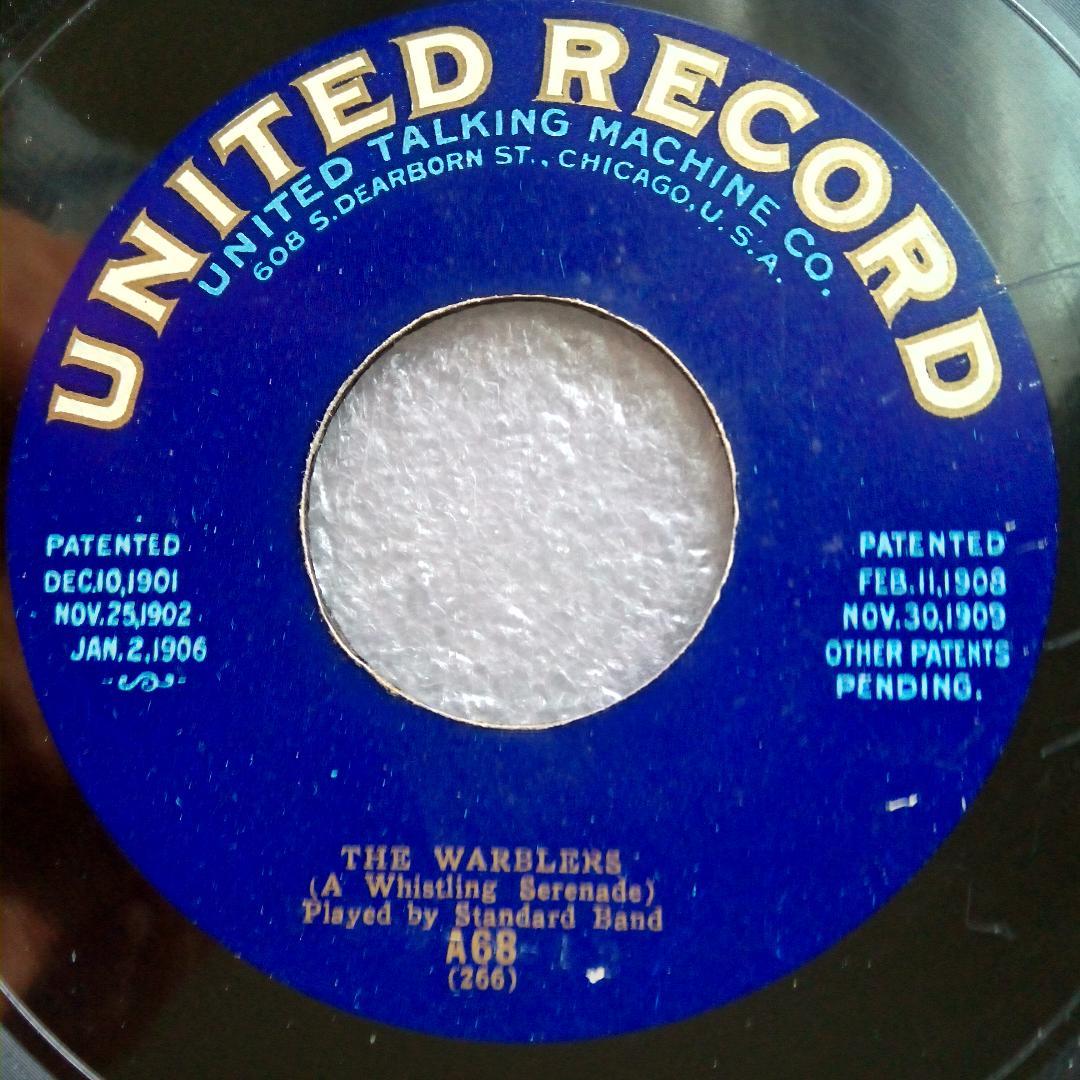 UNITED RECORD
UNITED TALKING MACHINE CO.
608 S. DEARBORN ST., CHICAGO, U.S.A.
PATENTED
DEC.10,1901
NOV.25,1902
JAN.2,1906
PATENTED
FEB.11,1908
NOV.30,1909
OTHER PATENTS
PENDING.
THE WARBLERS
(A Whistling Serenade)
Played by Standard Band
A68
(266)